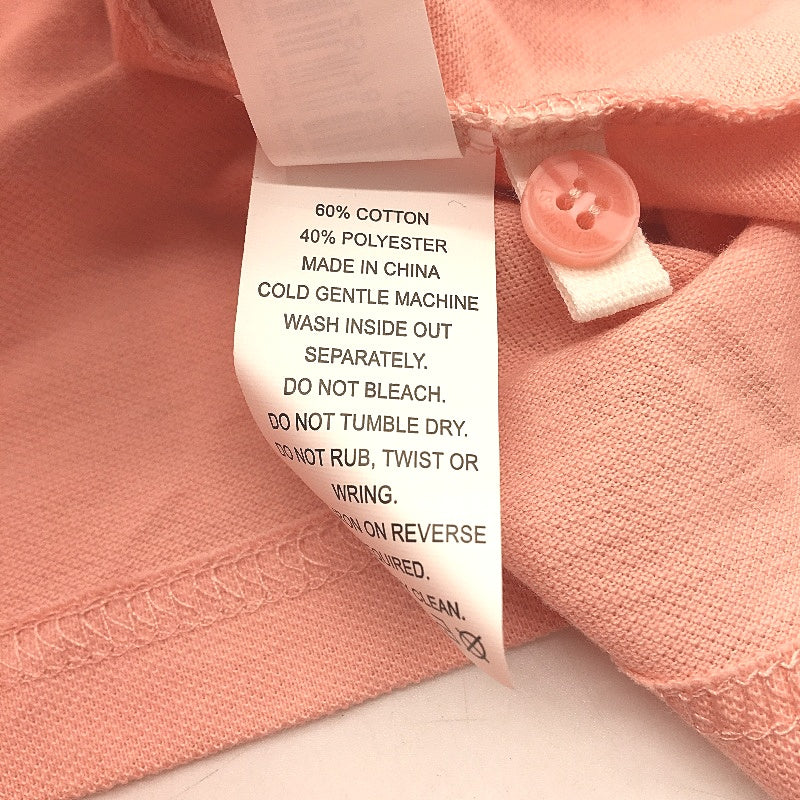 60% COTTON
40% POLYESTER
MADE IN CHINA
COLD GENTLE MACHINE
WASH INSIDE OUT
SEPARATELY.
DO NOT BLEACH.
DO NOT TUMBLE DRY.
DO NOT RUB, TWIST OR
WRING.
ON REVERSE
CLEAN.